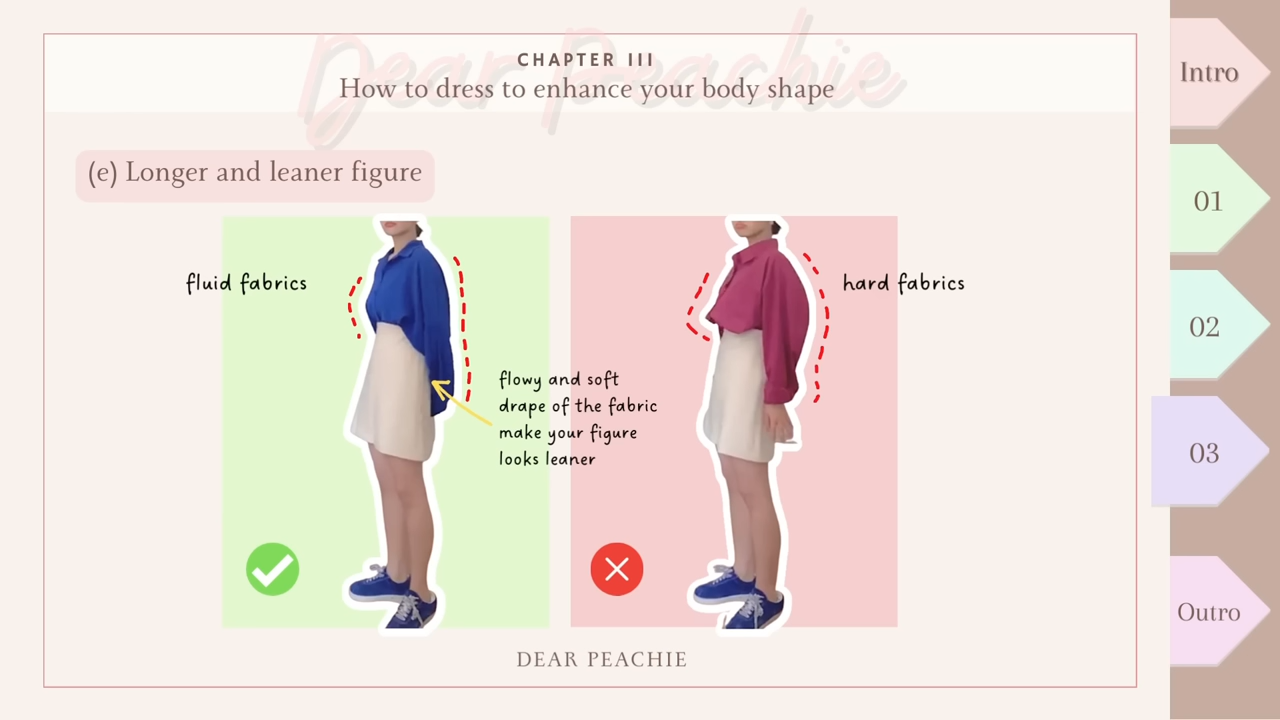 Dear Peachie
CHAPTER III
How to dress to enhance your body shape
(e) Longer and leaner figure
fluid fabrics
hard fabrics
flowy and soft
drape of the fabric
make your figure
looks leaner
DEAR PEACHIE
Intro
01
02
03
Outro